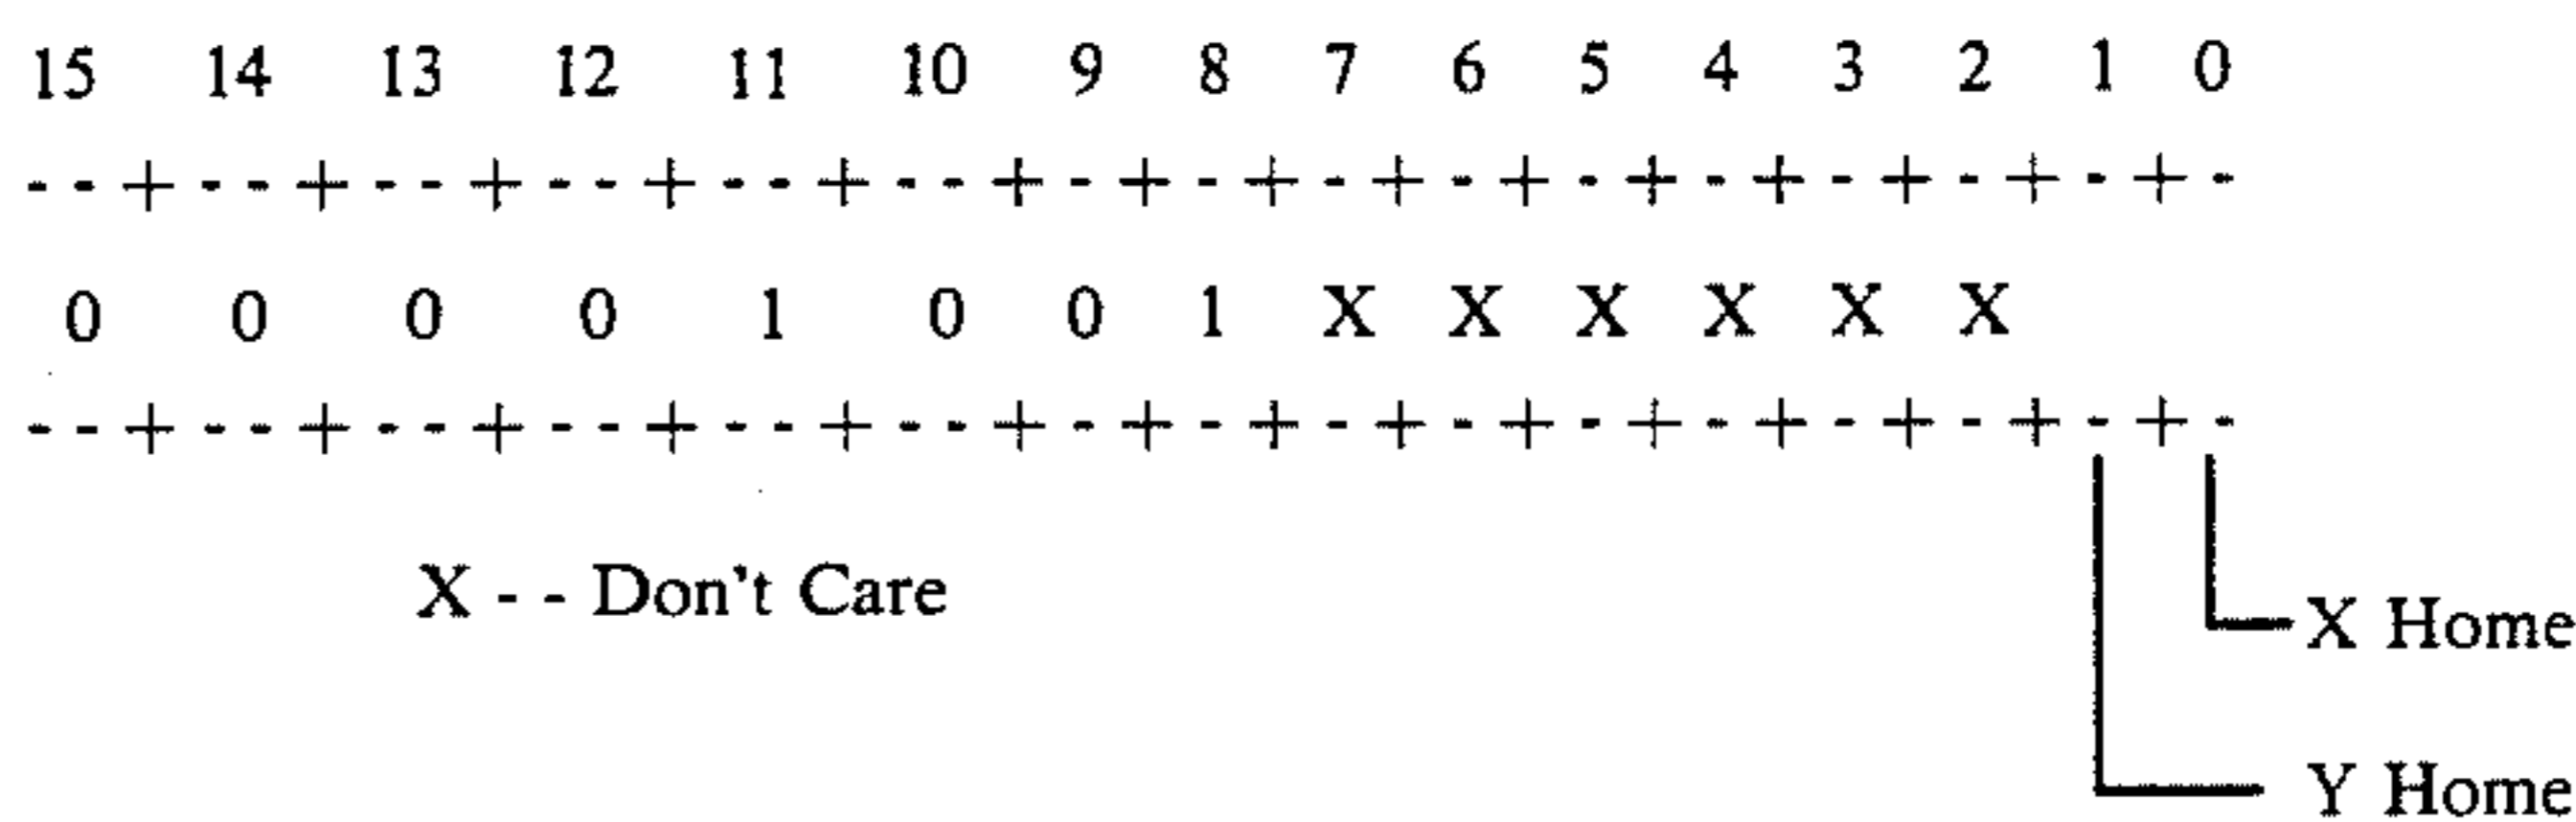 15 14 13 12 11 10 9 8 7 6 5 4 3 2 1 0
- - + - - + - - + - - + - - + - - + - + - + - + - + - + - + - + - + - + -
0 0 0 0 1 0 0 1 X X X X X X
- - + - - + - - + - - + - - + - - + - + - + - + - + - + - + - + - + - + -
X - - Don't Care
X Home
Y Home